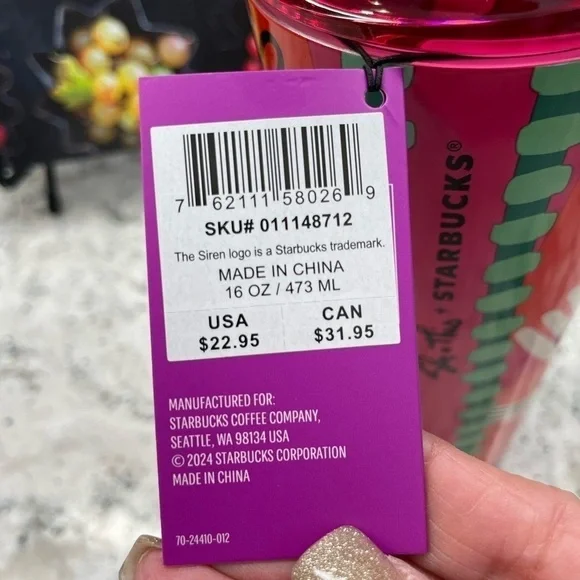 7 62111 58026 9
SKU# 011148712
The Siren logo is a Starbucks trademark.
MADE IN CHINA
16 OZ / 473 ML
USA CAN
$22.95 $31.95
MANUFACTURED FOR:
STARBUCKS COFFEE COMPANY,
SEATTLE, WA 98134 USA
© 2024 STARBUCKS CORPORATION
MADE IN CHINA
70-24410-012
+ STARBUCKS®